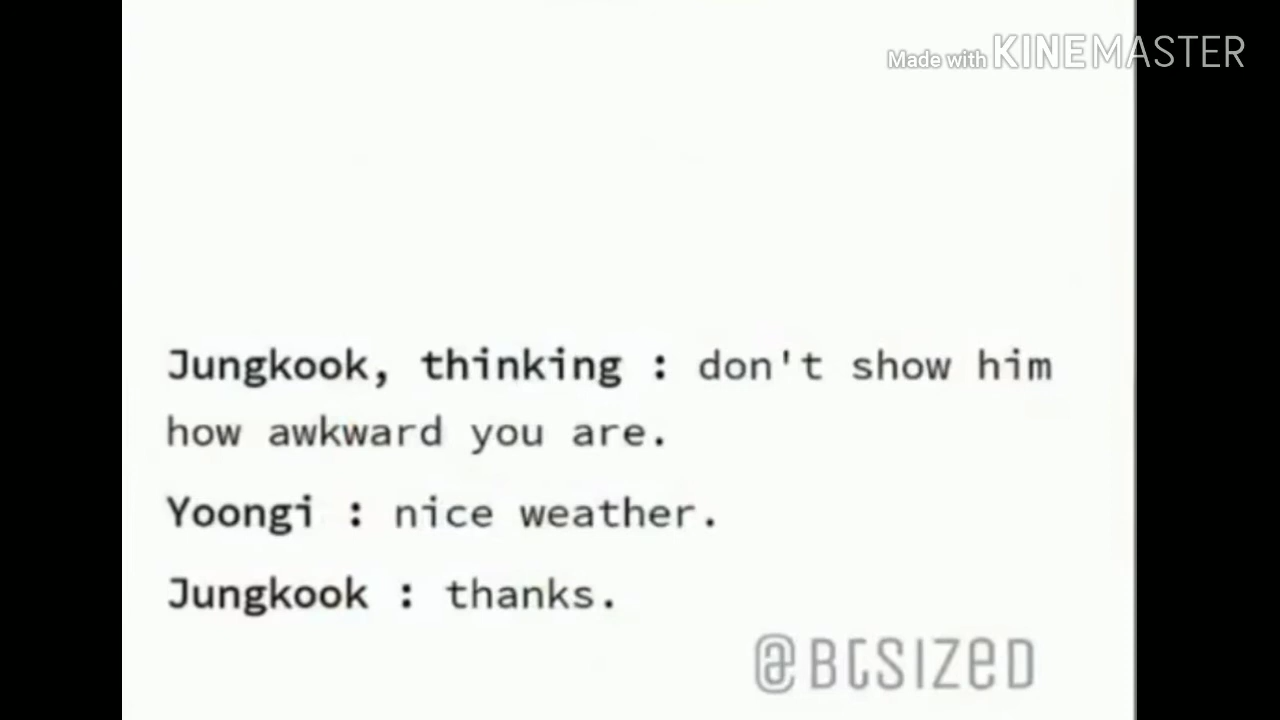 Made with KINEMASTER
Jungkook, thinking : don't show him
how awkward you are.
Yoongi : nice weather.
Jungkook : thanks.
@BTSIZED